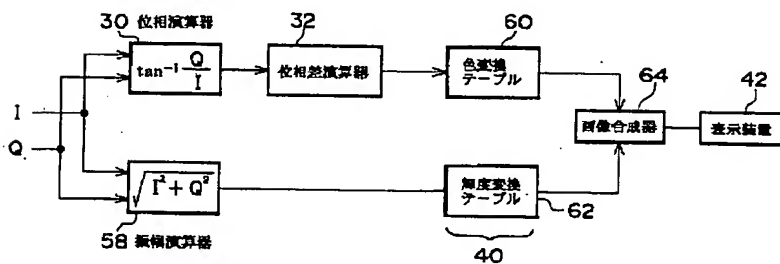 30 位相演算器
tan⁻¹ Q/I
32
位相差演算器
60
色変換
テーブル
64
画像合成器
42
表示装置
I
Q
√I²+Q²
58 振幅演算器
輝度変換
テーブル
62
40